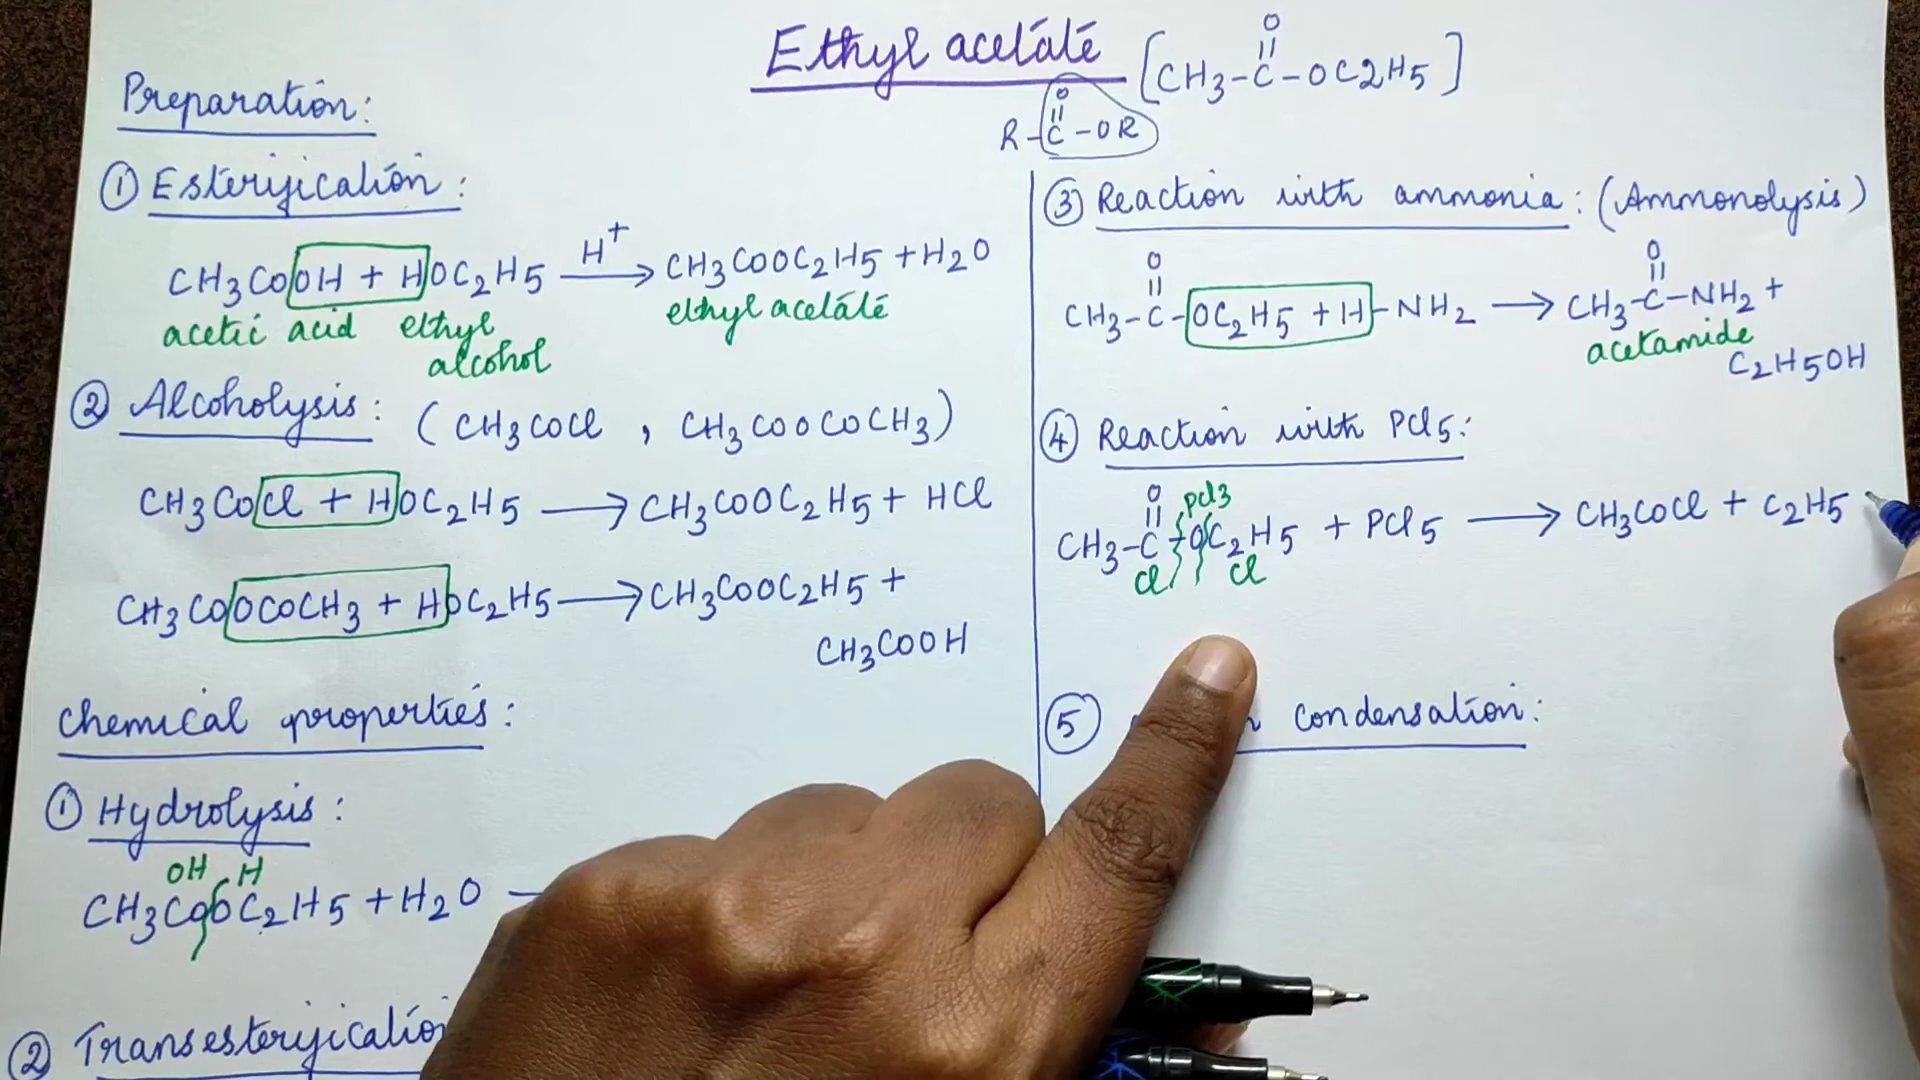 Ethyl acetate [CH3-C-OC2H5]
O
||
R-C-OR
O
||
Preparation:
① Esterification:
CH3COOH + HOC2H5 ⟶ CH3COOC2H5 + H2O
H+
acetic acid ethyl alcohol ethyl acetate
② Alcoholysis: (CH3COCl, CH3COOCOCH3)
CH3COCl + HOC2H5 ⟶ CH3COOC2H5 + HCl
CH3COOCOCH3 + HOC2H5 ⟶ CH3COOC2H5 +
CH3COOH
Chemical properties:
① Hydrolysis:
OH H
CH3COOC2H5 + H2O
② Transesterificatio
③ Reaction with ammonia: (Ammonolysis)
O
||
CH3-C-OC2H5 + H-NH2 ⟶ CH3-C-NH2 +
O
||
acetamide
C2H5OH
④ Reaction with PCl5:
O
||
PCl3
CH3-C-OC2H5 + PCl5 ⟶ CH3COCl + C2H5
Cl Cl
⑤ condensation: